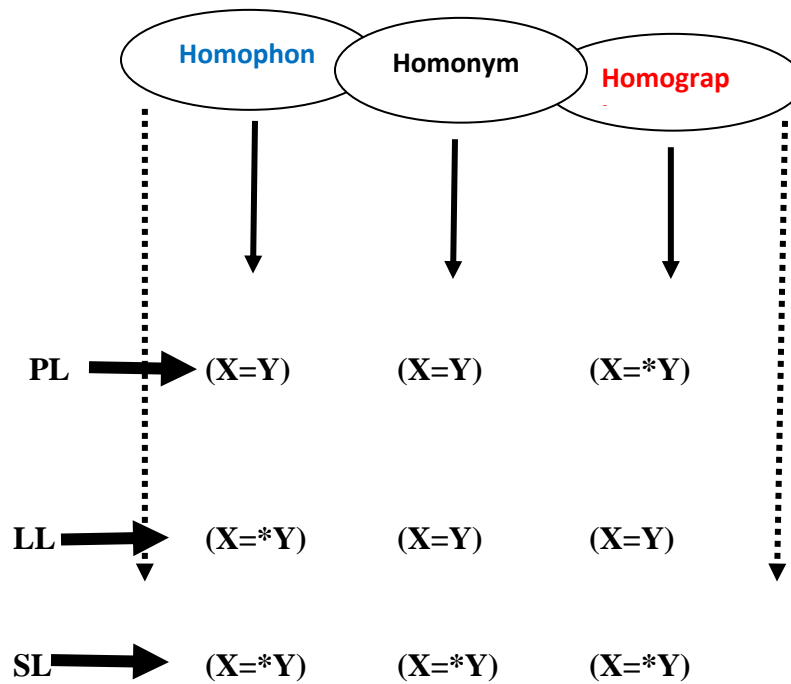 Homophon Homonym Homograp
PL (X=Y) (X=Y) (X=*Y)
LL (X=*Y) (X=Y) (X=Y)
SL (X=*Y) (X=*Y) (X=*Y)